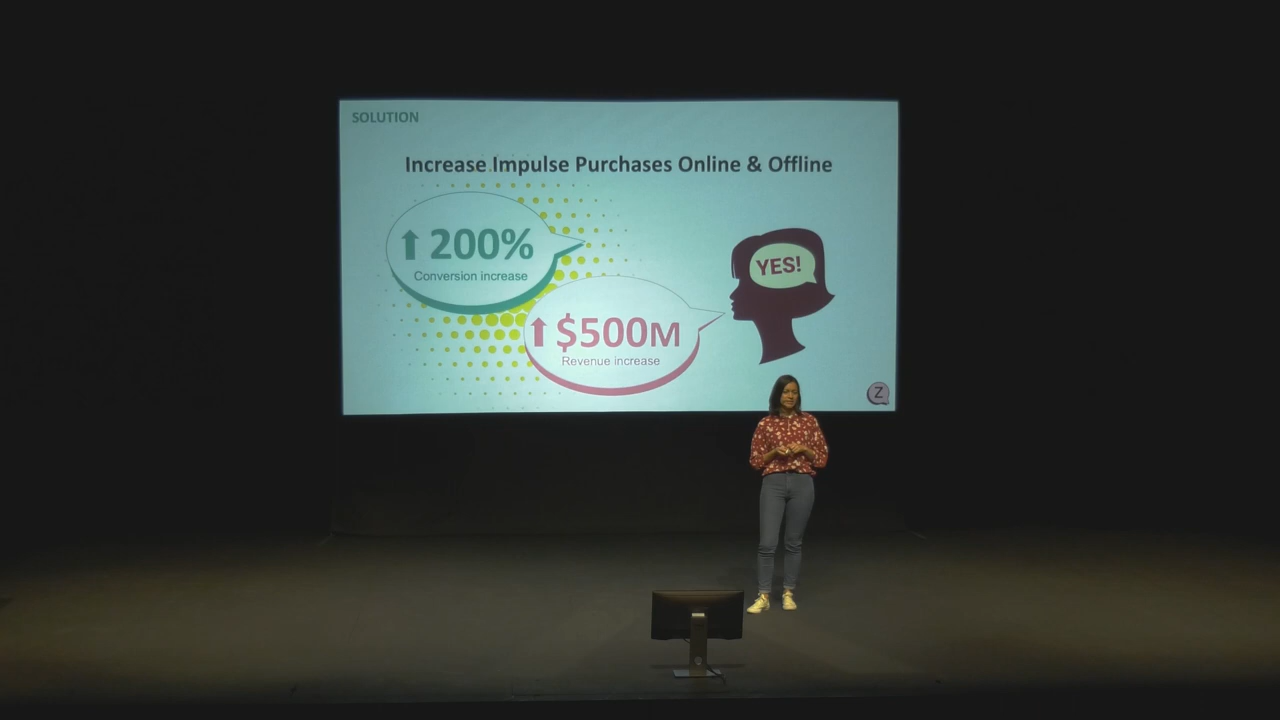 SOLUTION
Increase Impulse Purchases Online & Offline
⬆ 200%
Conversion increase
YES!
⬆ $500M
Revenue increase
Z